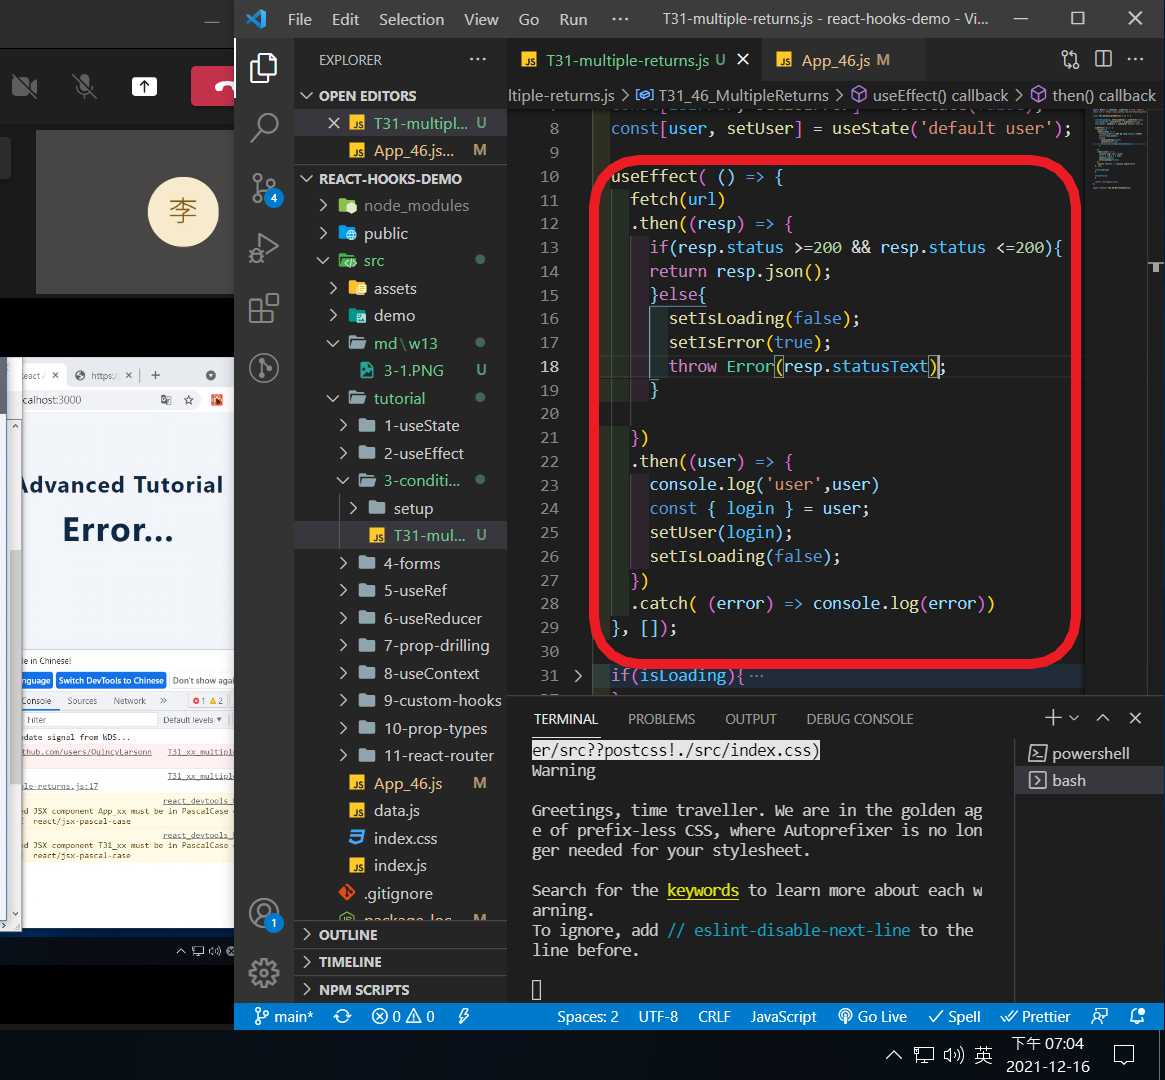 File Edit Selection View Go Run ··· T31-multiple-returns.js - react-hooks-demo - Vi...
EXPLORER ···
T31-multiple-returns.js U
App_46.js M
ltiple-returns.js > T31_46_MultipleReturns > useEffect() callback > then() callback
OPEN EDITORS
T31-multipl... U
App_46.js... M
REACT-HOOKS-DEMO
node_modules
public
src
assets
demo
md\w13
3-1.PNG U
tutorial
1-useState
2-useEffect
3-conditi...
setup
T31-mul... U
4-forms
5-useRef
6-useReducer
7-prop-drilling
8-useContext
9-custom-hooks
10-prop-types
11-react-router
App_46.js M
data.js
index.css
index.js
.gitignore
package-loc M
OUTLINE
TIMELINE
NPM SCRIPTS
4
1
8 const[user, setUser] = useState('default user');
9
10 useEffect( () => {
11 fetch(url)
12 .then((resp) => {
13 if(resp.status >=200 && resp.status <=200){
14 return resp.json();
15 }else{
16 setIsLoading(false);
17 setIsError(true);
18 throw Error(resp.statusText);
19 }
20
21 })
22 .then((user) => {
23 console.log('user',user)
24 const { login } = user;
25 setUser(login);
26 setIsLoading(false);
27 })
28 .catch( (error) => console.log(error))
29 }, []);
30
31 if(isLoading){ ···
TERMINAL PROBLEMS OUTPUT DEBUG CONSOLE
er/src??postcss!./src/index.css)
Warning
Greetings, time traveller. We are in the golden ag
e of prefix-less CSS, where Autoprefixer is no lon
ger needed for your stylesheet.
Search for the keywords to learn more about each w
arning.
To ignore, add // eslint-disable-next-line to the
line before.
powershell
bash
main* 0 0 Spaces: 2 UTF-8 CRLF JavaScript Go Live Spell Prettier
英 下午 07:04
2021-12-16
李
React / https:/
calhost:3000
Advanced Tutorial
Error...
le in Chinese!
nguage Switch DevTools to Chinese Don't show agai
Console Sources Network » 1 2
Filter Default levels
date signal from WDS...
thub.com/users/QuincyLarsonn T31_xx_multiple
T31_xx_multiple
le-returns.js:17
react_devtools_b
ed JSX component App_xx must be in PascalCase
react/jsx-pascal-case
react_devtools_b
ed JSX component T31_xx must be in PascalCase
react/jsx-pascal-case